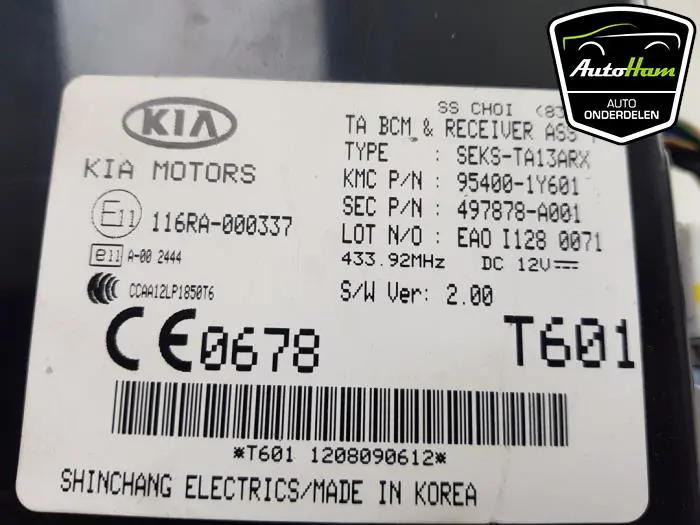 AutoHam
AUTO
ONDERDELEN
SS CHOI (83
KIA
KIA MOTORS
TA BCM & RECEIVER ASS
TYPE : SEKS-TA13ARX
KMC P/N : 95400-1Y601
SEC P/N : 497878-A001
LOT N/O : EAO I128 0071
433.92MHz DC 12V
S/W Ver: 2.00
E11 116RA-000337
e11 A-00 2444
CCAA12LP1850T6
CE0678
T601
*T601 1208090612*
SHINCHANG ELECTRICS/MADE IN KOREA